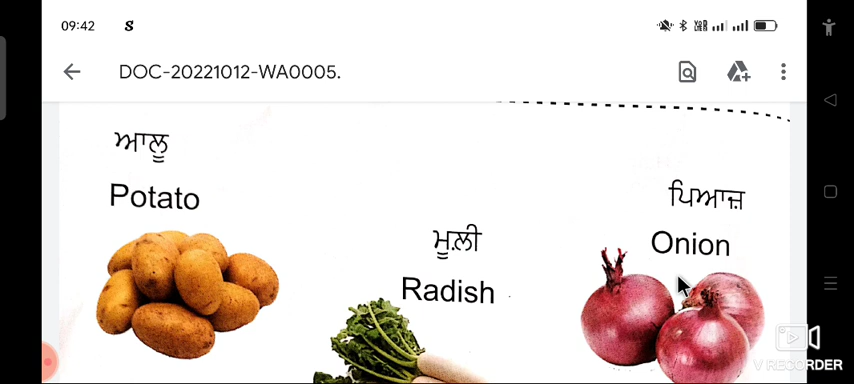 09:42 S
DOC-20221012-WA0005.
ਆਲੂ
Potato
ਪਿਆਜ਼
Onion
ਮੂਲੀ
Radish
V RECORDER